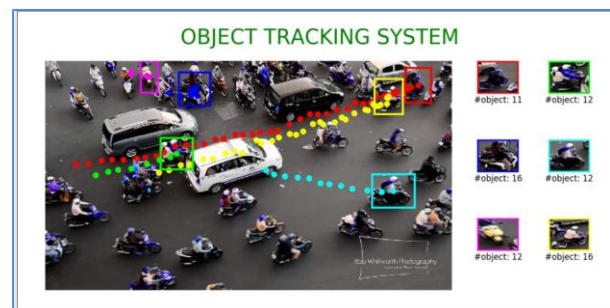 OBJECT TRACKING SYSTEM
#object: 11
#object: 12
#object: 16
#object: 12
#object: 12
#object: 16
Rob Whitworth Photography